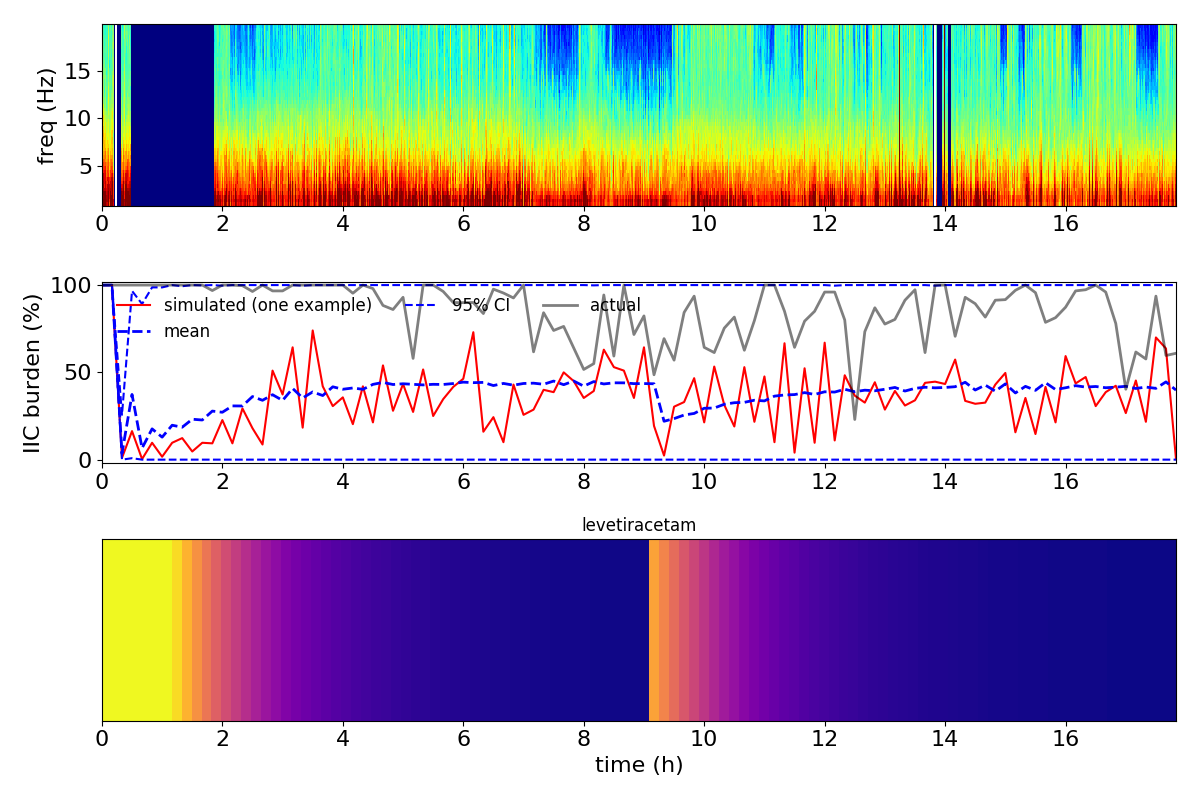 15
10
5
freq (Hz)
0 2 4 6 8 10 12 14 16
100
50
0
IIC burden (%)
simulated (one example) 95% CI actual
mean
0 2 4 6 8 10 12 14 16
levetiracetam
0 2 4 6 8 10 12 14 16
time (h)